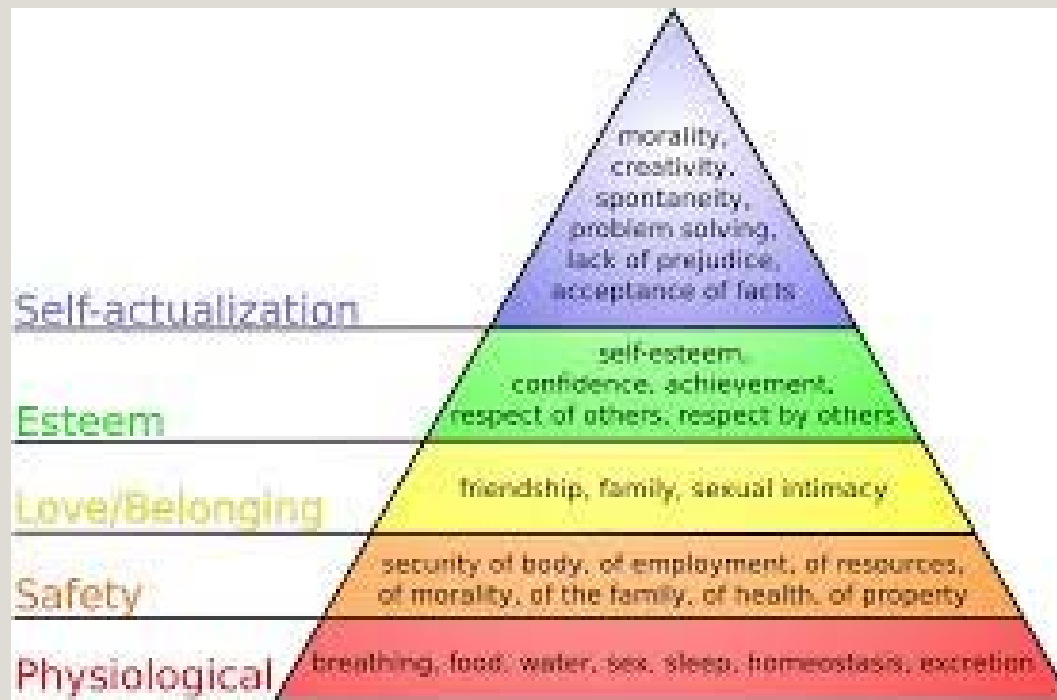 morality,
creativity,
spontaneity,
problem solving,
lack of prejudice,
acceptance of facts
Self-actualization
self-esteem,
confidence, achievement,
respect of others, respect by others
Esteem
friendship, family, sexual intimacy
Love/Belonging
security of body, of employment, of resources,
of morality, of the family, of health, of property
Safety
breathing, food, water, sex, sleep, homeostasis, excretion
Physiological